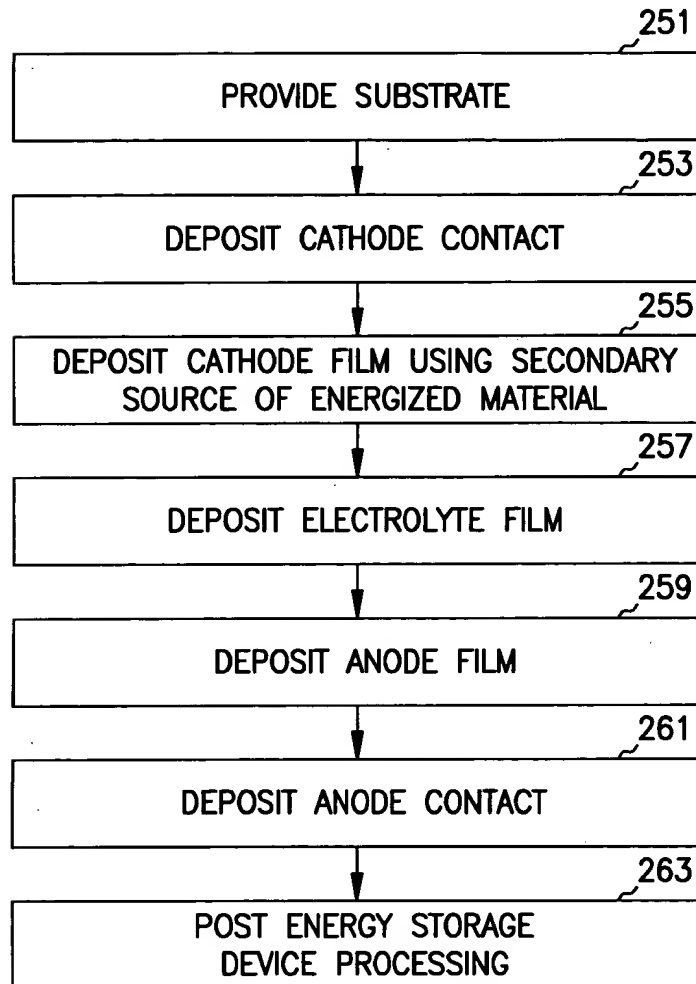 251
PROVIDE SUBSTRATE
253
DEPOSIT CATHODE CONTACT
255
DEPOSIT CATHODE FILM USING SECONDARY
SOURCE OF ENERGIZED MATERIAL
257
DEPOSIT ELECTROLYTE FILM
259
DEPOSIT ANODE FILM
261
DEPOSIT ANODE CONTACT
263
POST ENERGY STORAGE
DEVICE PROCESSING